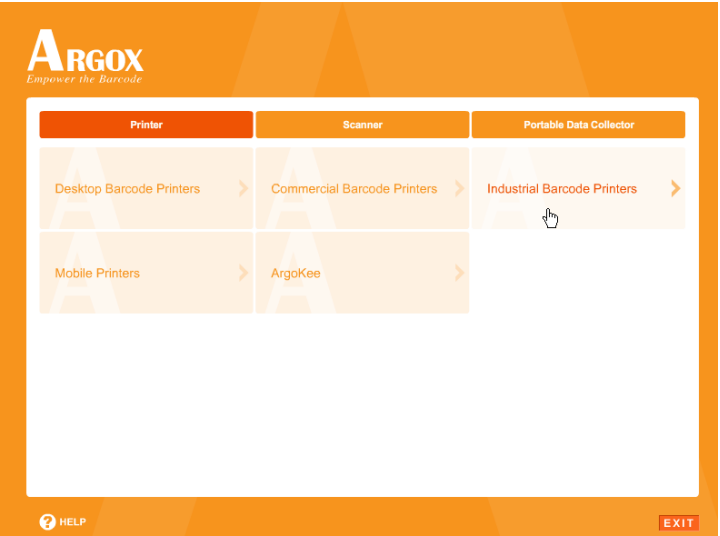 ARGOX
Empower the Barcode
Printer
Scanner
Portable Data Collector
Desktop Barcode Printers
Commercial Barcode Printers
Industrial Barcode Printers
Mobile Printers
ArgoKee
? HELP
EXIT